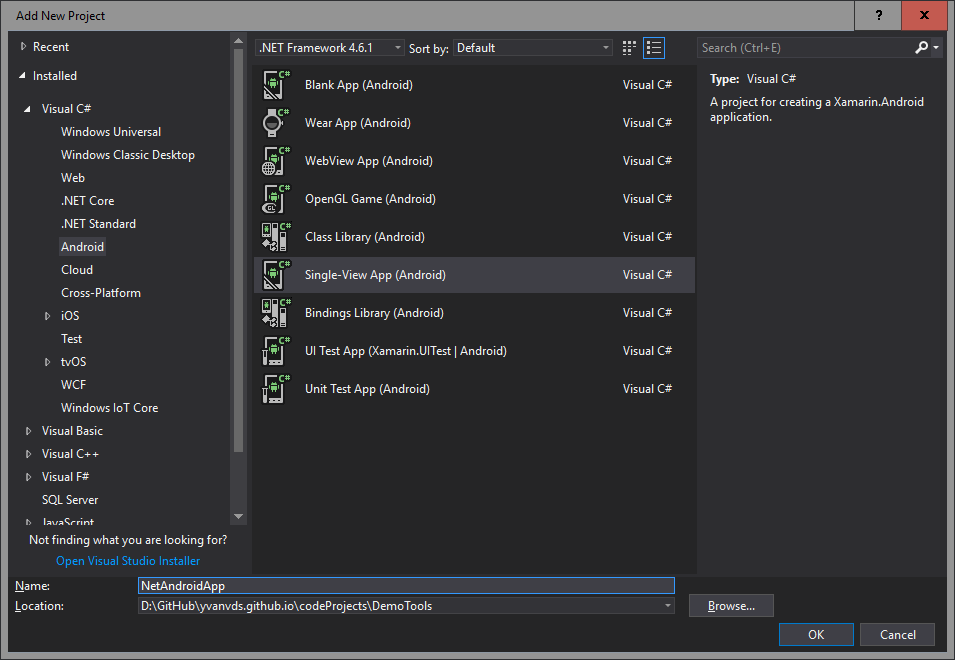 Add New Project
?
x
Recent
Installed
Visual C#
Windows Universal
Windows Classic Desktop
Web
.NET Core
.NET Standard
Android
Cloud
Cross-Platform
iOS
Test
tvOS
WCF
Windows IoT Core
Visual Basic
Visual C++
Visual F#
SQL Server
JavaScript
Not finding what you are looking for?
Open Visual Studio Installer
.NET Framework 4.6.1 Sort by: Default
C# Blank App (Android) Visual C#
C# Wear App (Android) Visual C#
C# WebView App (Android) Visual C#
C# GL OpenGL Game (Android) Visual C#
C# Class Library (Android) Visual C#
C# Single-View App (Android) Visual C#
C# Bindings Library (Android) Visual C#
C# UI Test App (Xamarin.UITest | Android) Visual C#
C# Unit Test App (Android) Visual C#
Search (Ctrl+E)
Type: Visual C#
A project for creating a Xamarin.Android
application.
Name: NetAndroidApp
Location: D:\GitHub\yvanvds.github.io\codeProjects\DemoTools Browse...
OK Cancel